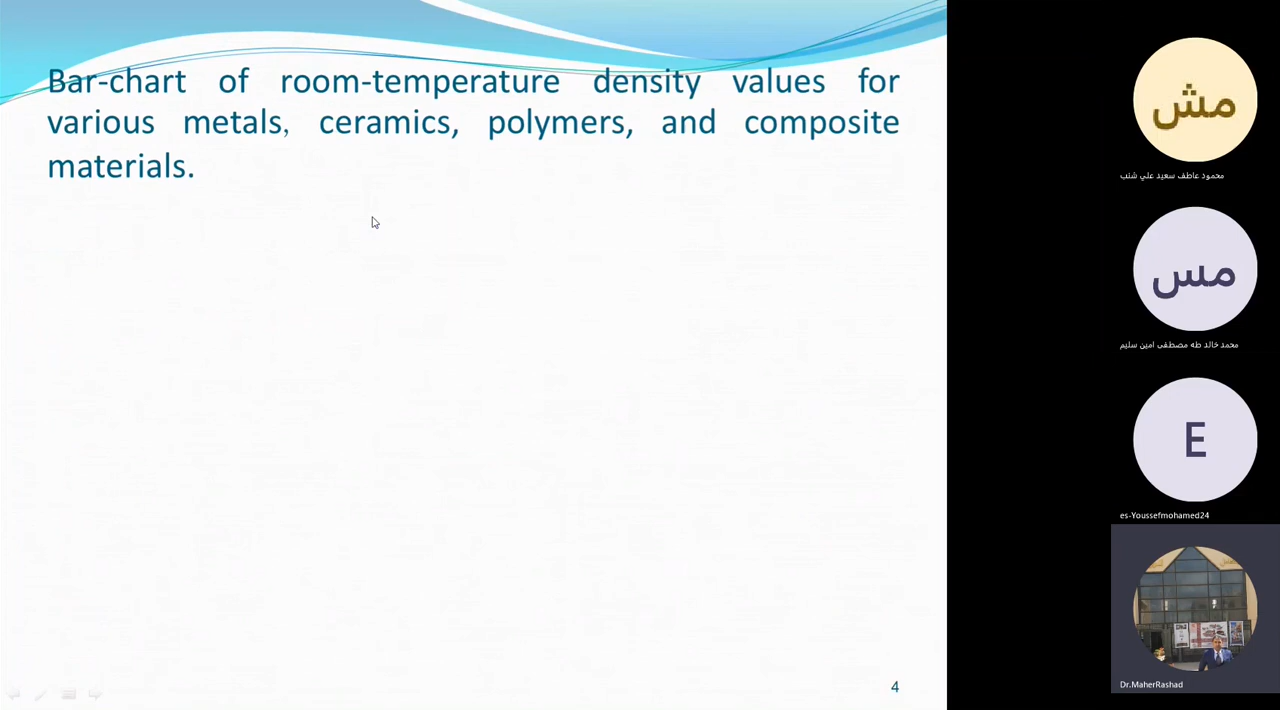 Bar-chart of room-temperature density values for
various metals, ceramics, polymers, and composite
materials.
4
مش
محمود عاطف سعيد علي شنب
مس
محمد خالد طه مصطفى امين سليم
E
es-Youssefmohamed24
Dr.MaherRashad